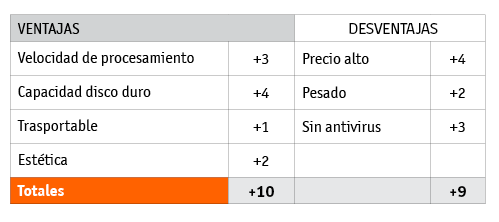 VENTAJAS DESVENTAJAS
Velocidad de procesamiento +3 Precio alto +4
Capacidad disco duro +4 Pesado +2
Trasportable +1 Sin antivirus +3
Estética +2
Totales +10 +9